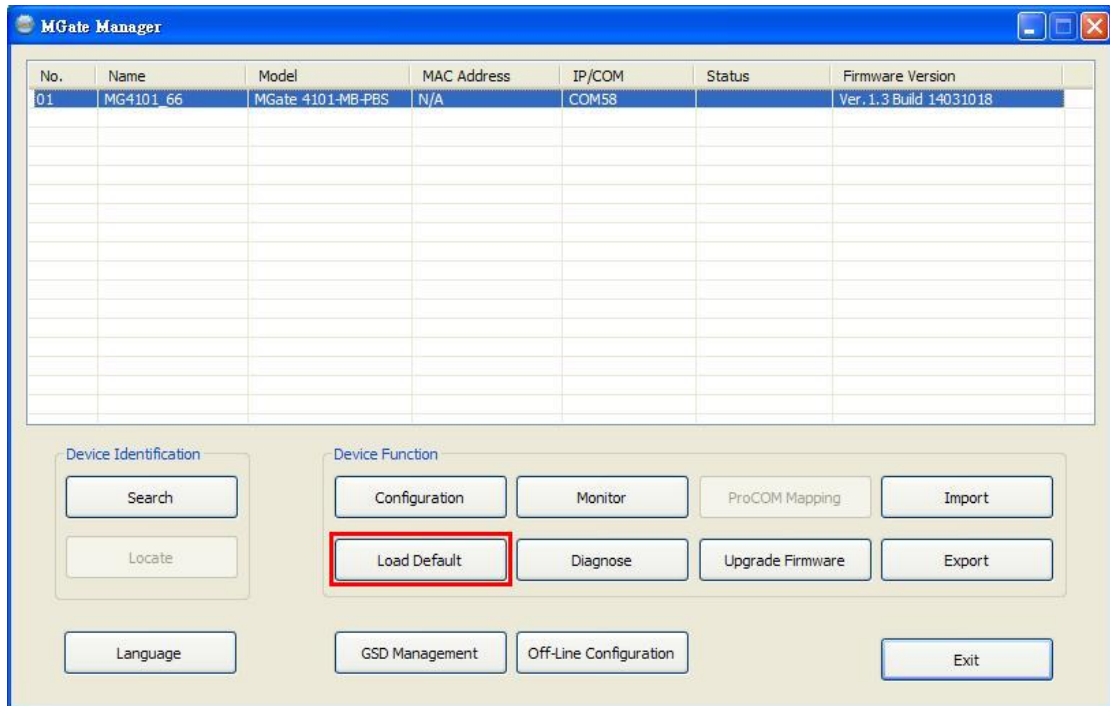 MGate Manager
No. Name Model MAC Address IP/COM Status Firmware Version
01 MG4101_66 MGate 4101-MB-PBS N/A COM58 Ver. 1.3 Build 14031018
Device Identification Device Function
Search Configuration Monitor ProCOM Mapping Import
Locate Load Default Diagnose Upgrade Firmware Export
Language GSD Management Off-Line Configuration Exit